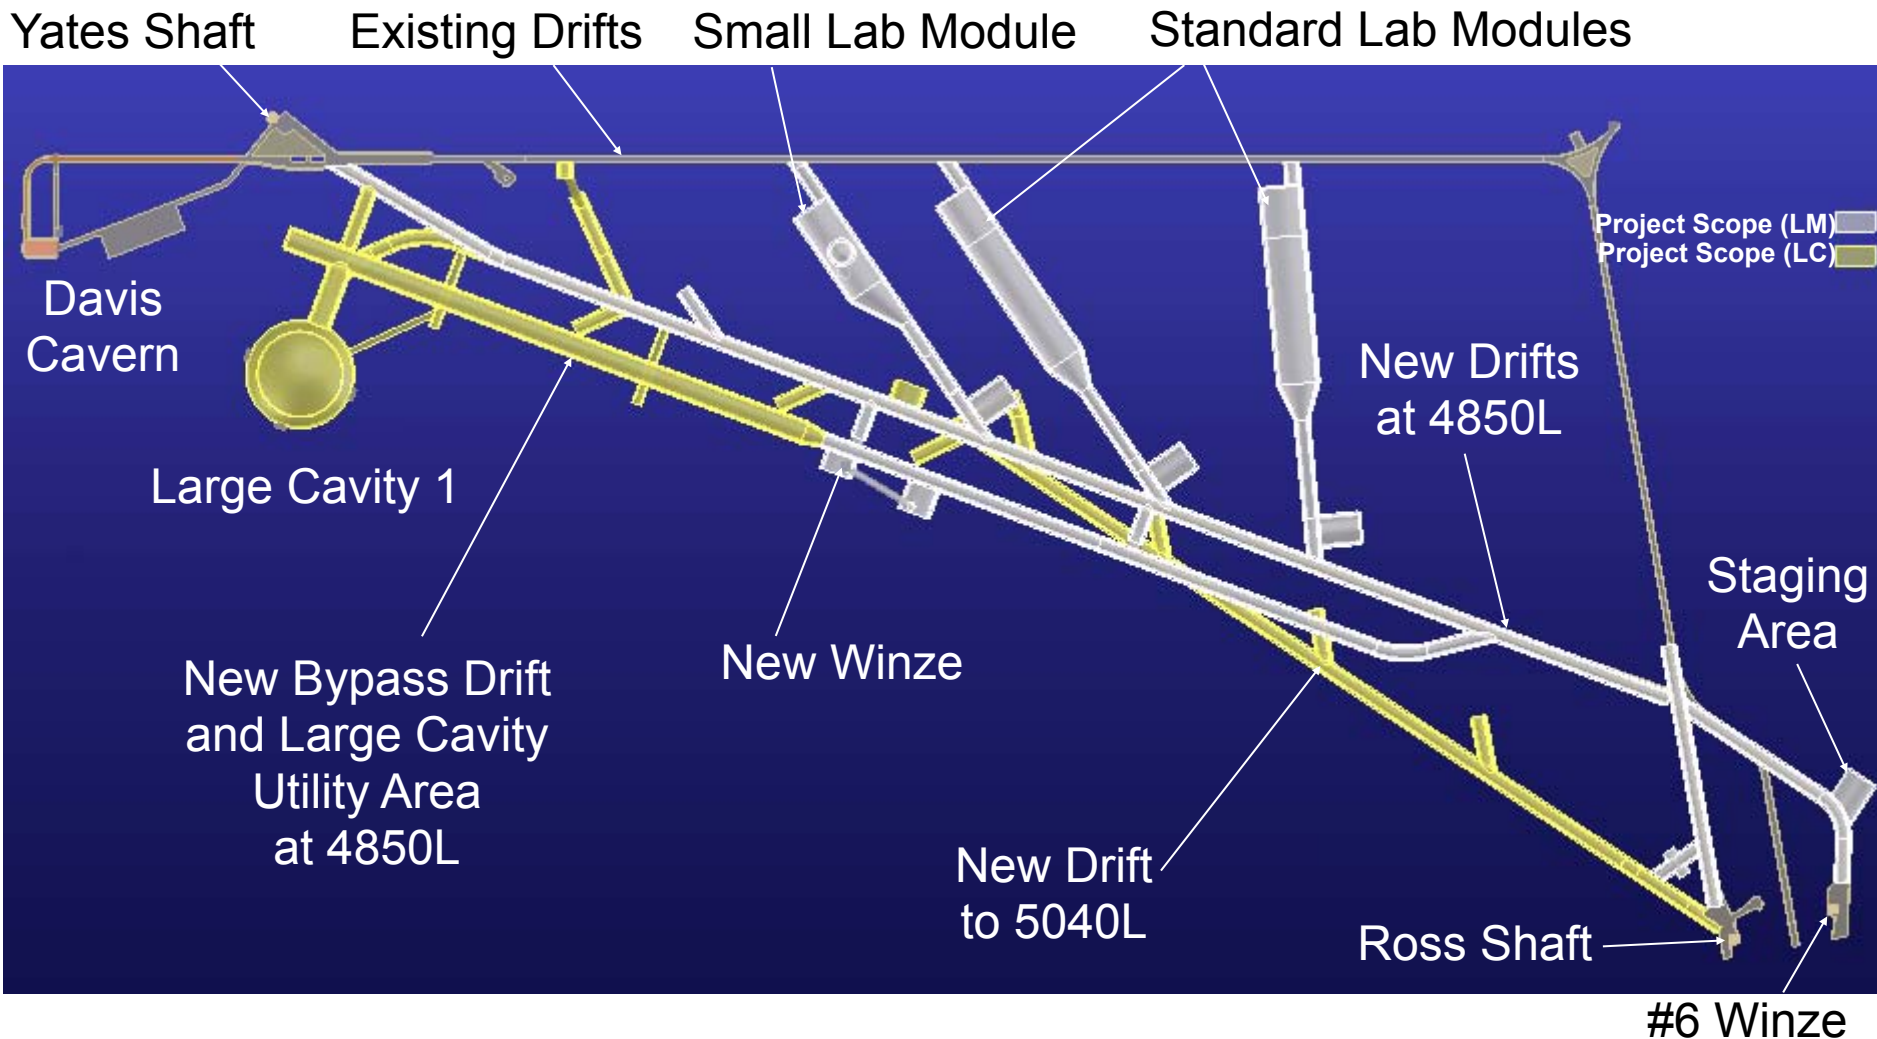 Yates Shaft
Existing Drifts
Small Lab Module
Standard Lab Modules
Project Scope (LM)
Project Scope (LC)
Davis
Cavern
New Drifts
at 4850L
Large Cavity 1
Staging
Area
New Bypass Drift
and Large Cavity
Utility Area
at 4850L
New Winze
New Drift
to 5040L
Ross Shaft
#6 Winze